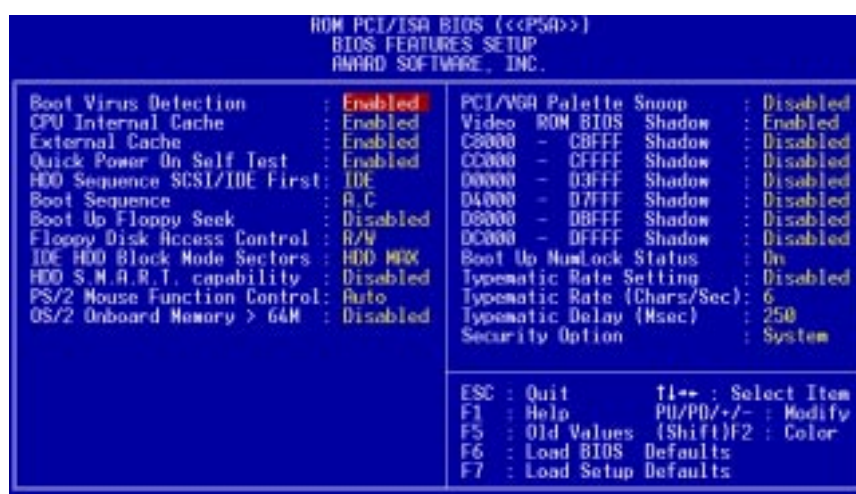 ROM PCI/ISA BIOS (<<P5A>>)
BIOS FEATURES SETUP
AWARD SOFTWARE, INC.
Boot Virus Detection : Enabled
CPU Internal Cache : Enabled
External Cache : Enabled
Quick Power On Self Test : Enabled
HDD Sequence SCSI/IDE First: IDE
Boot Sequence : A,C
Boot Up Floppy Seek : Disabled
Floppy Disk Access Control : R/W
IDE HDD Block Mode Sectors : HDD MAX
HDD S.M.A.R.T. capability : Disabled
PS/2 Mouse Function Control: Auto
OS/2 Onboard Memory > 64M : Disabled
PCI/VGA Palette Snoop : Disabled
Video ROM BIOS Shadow : Enabled
C8000 - CBFFF Shadow : Disabled
CC000 - CFFFF Shadow : Disabled
D0000 - D3FFF Shadow : Disabled
D4000 - D7FFF Shadow : Disabled
D8000 - DBFFF Shadow : Disabled
DC000 - DFFFF Shadow : Disabled
Boot Up NumLock Status : On
Typematic Rate Setting : Disabled
Typematic Rate (Chars/Sec): 6
Typematic Delay (Msec) : 250
Security Option : System
ESC : Quit ↑↓→← : Select Item
F1 : Help PU/PD/+/- : Modify
F5 : Old Values (Shift)F2 : Color
F6 : Load BIOS Defaults
F7 : Load Setup Defaults